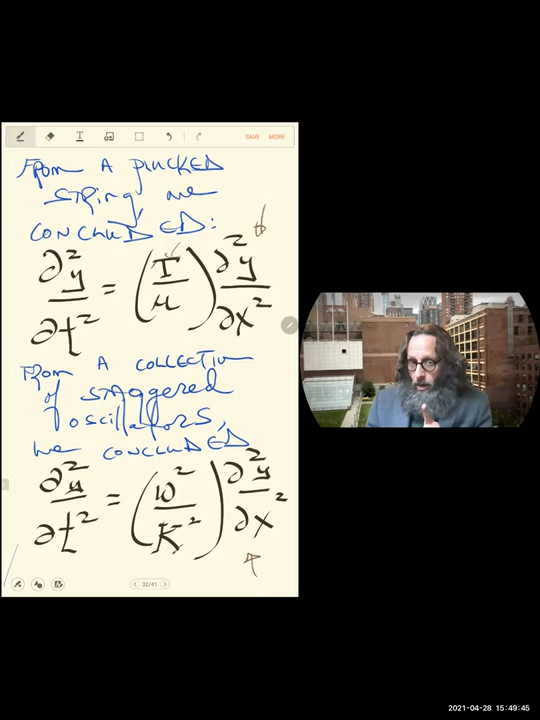 SAVE MORE
From A PLUCKED
STRING, we
CONCLUDED:
∂²y/∂t² = (T/μ) ∂²y/∂x²
From A COLLECTION
of STAGGERED
OSCILLATORS,
we CONCLUDED
∂²y/∂t² = (ω²/K²) ∂²y/∂x²
32/41
2021-04-28 15:49:45